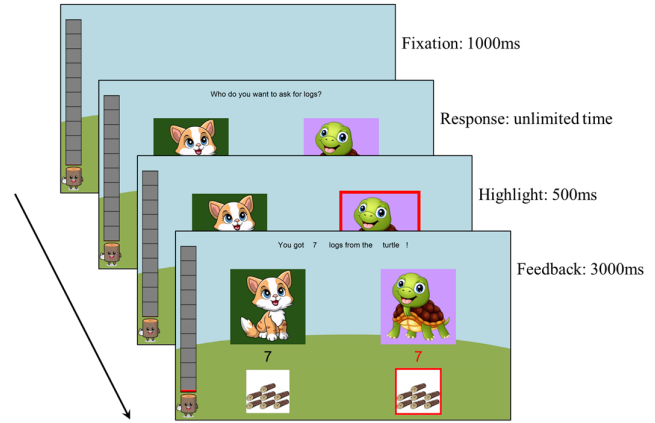 Fixation: 1000ms
Who do you want to ask for logs?
Response: unlimited time
Highlight: 500ms
You got 7 logs from the turtle !
Feedback: 3000ms
7 7